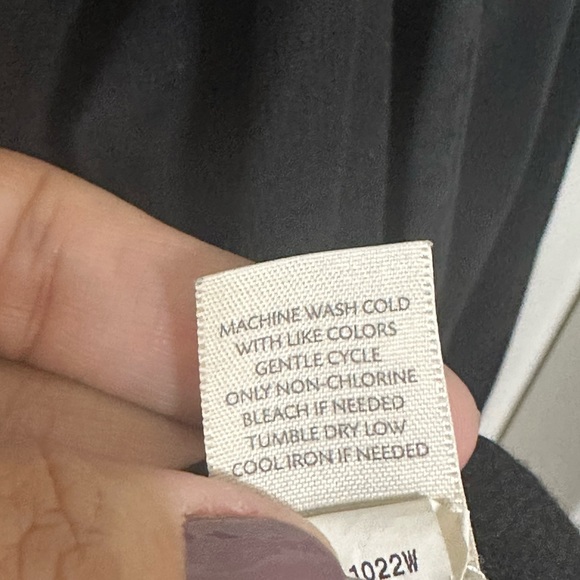 MACHINE WASH COLD
WITH LIKE COLORS
GENTLE CYCLE
ONLY NON-CHLORINE
BLEACH IF NEEDED
TUMBLE DRY LOW
COOL IRON IF NEEDED
1022W